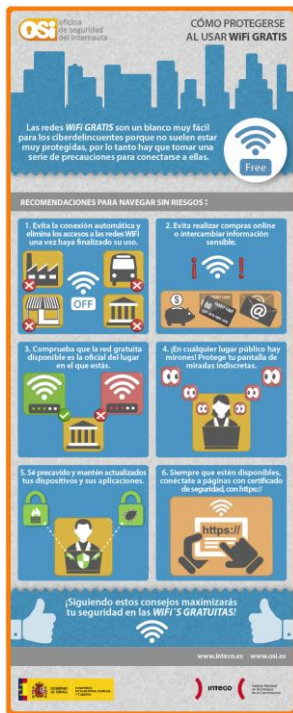 OSi
oficina
de seguridad
del internauta
CÓMO PROTEGERSE
AL USAR WiFi GRATIS
Las redes WiFi GRATIS son un blanco muy fácil
para los ciberdelincuentes porque no suelen estar
muy protegidas, por lo tanto hay que tomar una
serie de precauciones para conectarse a ellas.
Free
RECOMENDACIONES PARA NAVEGAR SIN RIESGOS :
1. Evita la conexión automática y
elimina los accesos a las redes WiFi
una vez haya finalizado su uso.
OFF
2. Evita realizar compras online
o intercambiar información
sensible.
3. Comprueba que la red gratuita
disponible es la oficial del lugar
en el que estás.
4. ¡En cualquier lugar público hay
mirones! Protege tu pantalla de
miradas indiscretas.
5. Sé precavido y mantén actualizados
tus dispositivos y sus aplicaciones.
6. Siempre que estén disponibles,
conéctate a páginas con certificado
de seguridad, con https://
https://
¡Siguiendo estos consejos maximizarás
tu seguridad en las WiFi´S GRATUITAS!
www.inteco.es www.osi.es
GOBIERNO
DE ESPAÑA
inteco